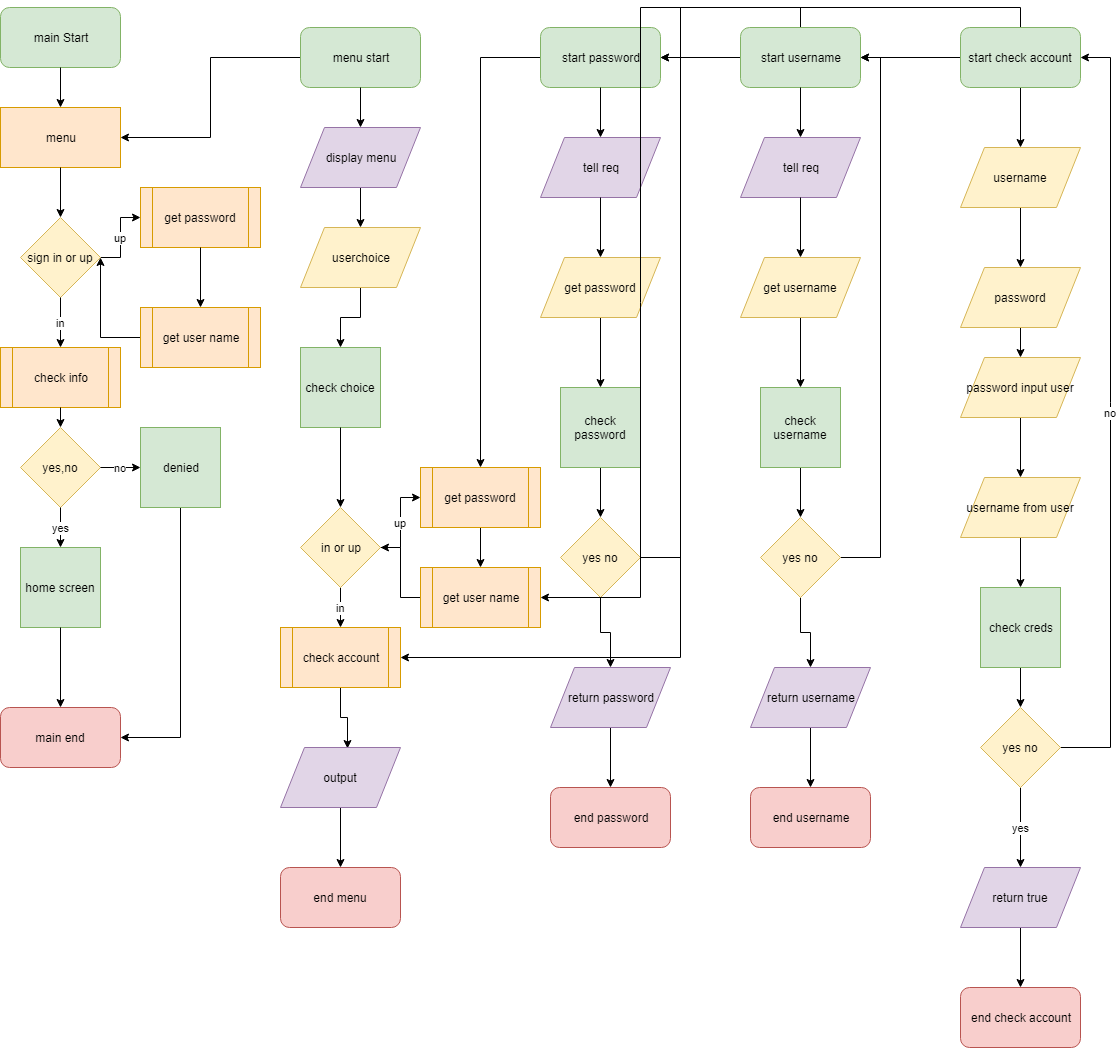 main Start
menu
sign in or up
up
get password
get user name
in
check info
yes,no
no
denied
yes
home screen
main end
menu start
display menu
userchoice
check choice
in or up
up
get password
get user name
in
check account
output
end menu
start password
tell req
get password
check
password
yes no
return password
end password
start username
tell req
get username
check
username
yes no
return username
end username
start check account
username
password
password input user
username from user
check creds
yes no
no
yes
return true
end check account